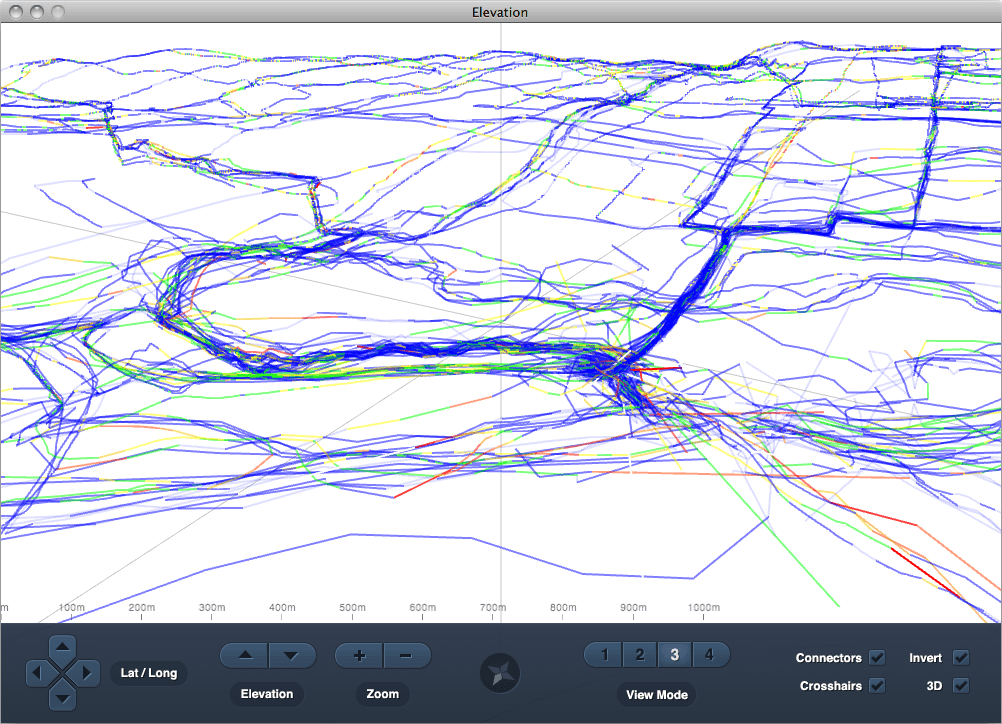 Elevation
m 100m 200m 300m 400m 500m 600m 700m 800m 900m 1000m
1 2 3 4
Connectors Invert
Lat / Long
Crosshairs 3D
Elevation Zoom View Mode